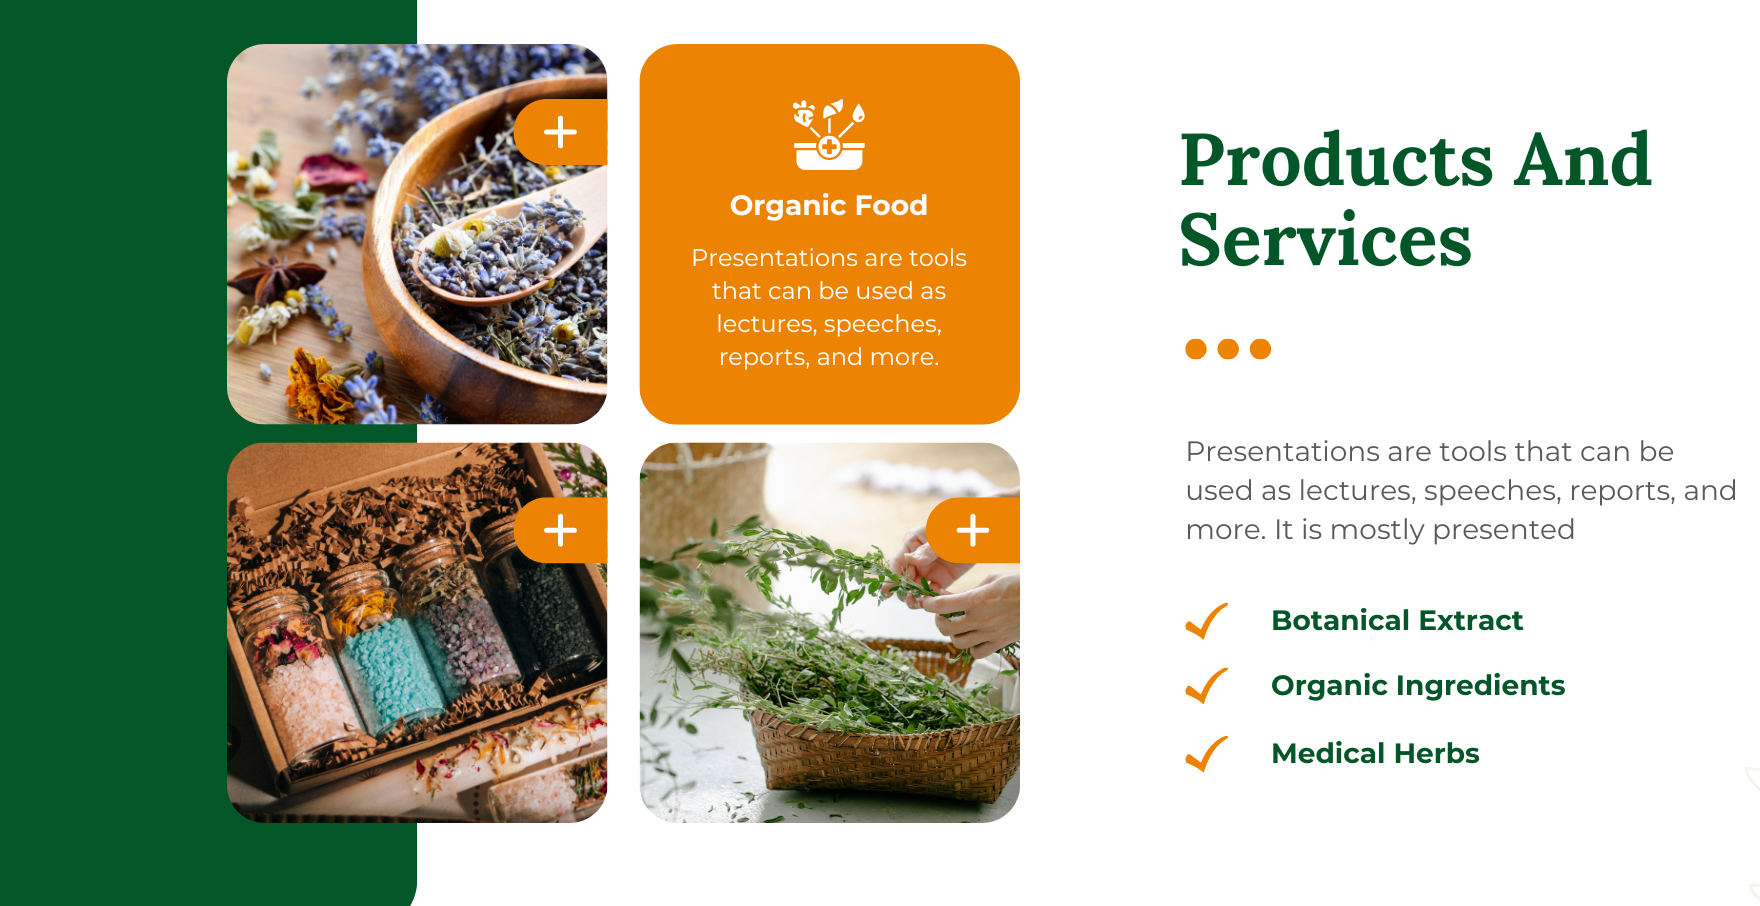 Organic Food
Presentations are tools
that can be used as
lectures, speeches,
reports, and more.
Products And
Services
Presentations are tools that can be
used as lectures, speeches, reports, and
more. It is mostly presented
Botanical Extract
Organic Ingredients
Medical Herbs